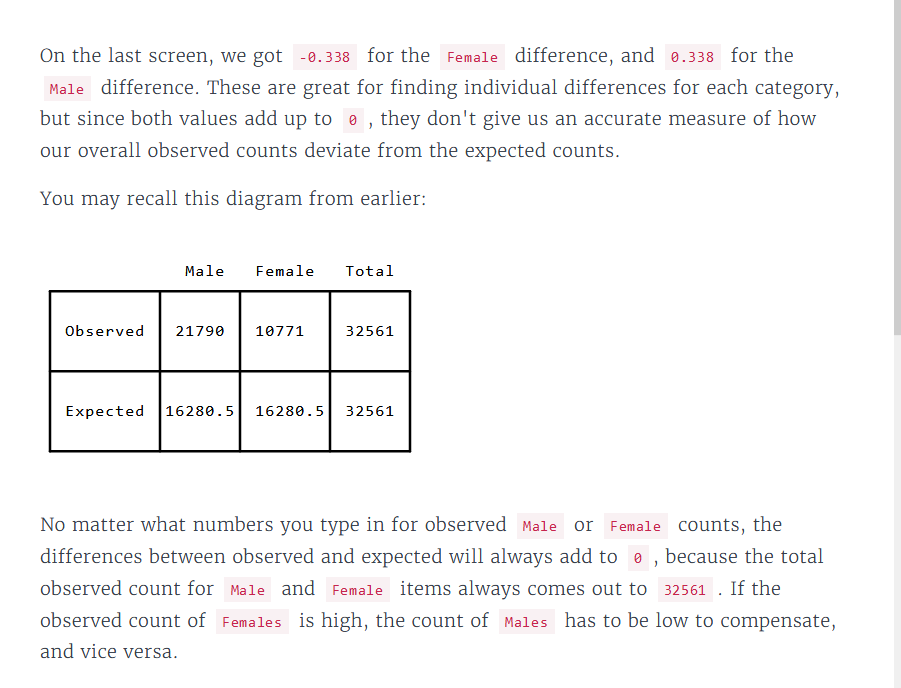 On the last screen, we got -0.338 for the Female difference, and 0.338 for the
Male difference. These are great for finding individual differences for each category,
but since both values add up to 0 , they don't give us an accurate measure of how
our overall observed counts deviate from the expected counts.
You may recall this diagram from earlier:
Male Female Total
Observed 21790 10771 32561
Expected 16280.5 16280.5 32561
No matter what numbers you type in for observed Male or Female counts, the
differences between observed and expected will always add to 0 , because the total
observed count for Male and Female items always comes out to 32561 . If the
observed count of Females is high, the count of Males has to be low to compensate,
and vice versa.